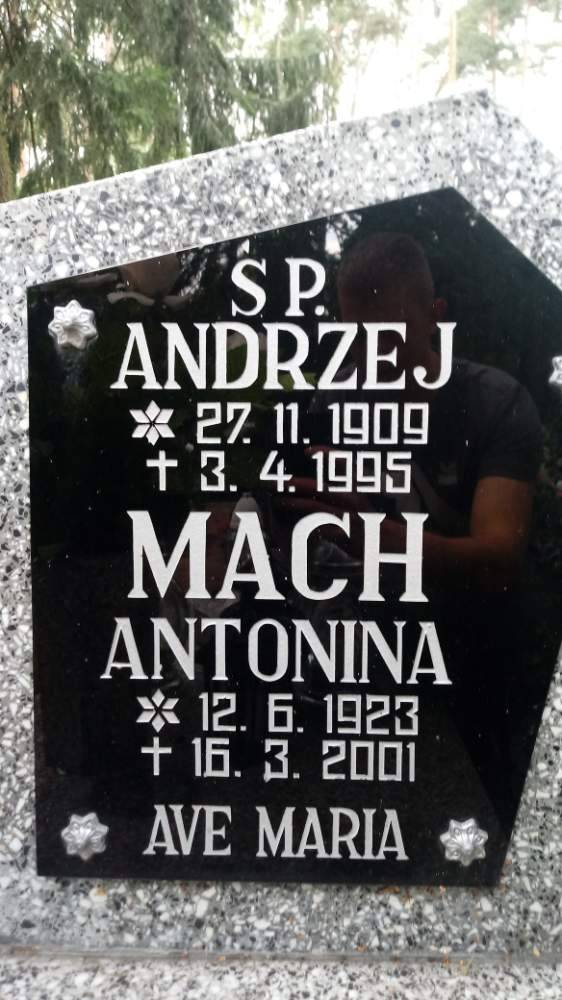 Ś P.
ANDRZEJ
27. 11. 1909
3. 4. 1995
MACH
ANTONINA
12. 6. 1923
16. 3. 2001
AVE MARIA